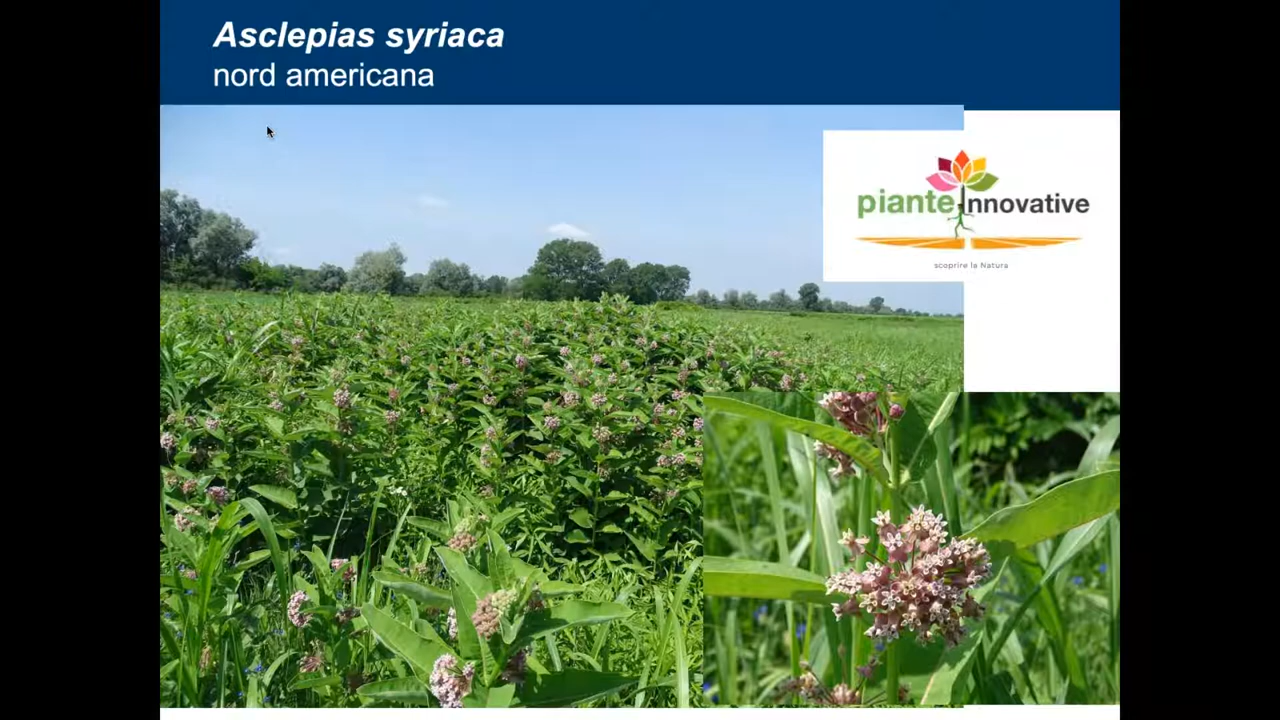 Asclepias syriaca
nord americana
piante innovative
scoprire la Natura